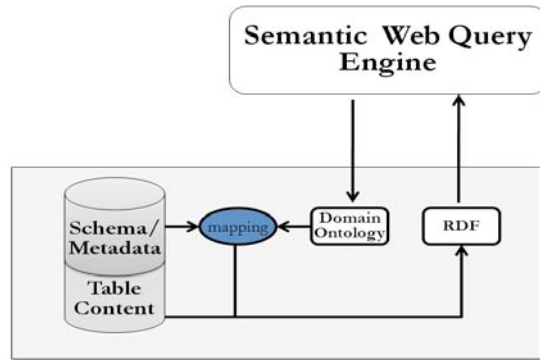 Semantic Web Query
Engine
Schema/
Metadata
mapping
Domain
Ontology
RDF
Table
Content